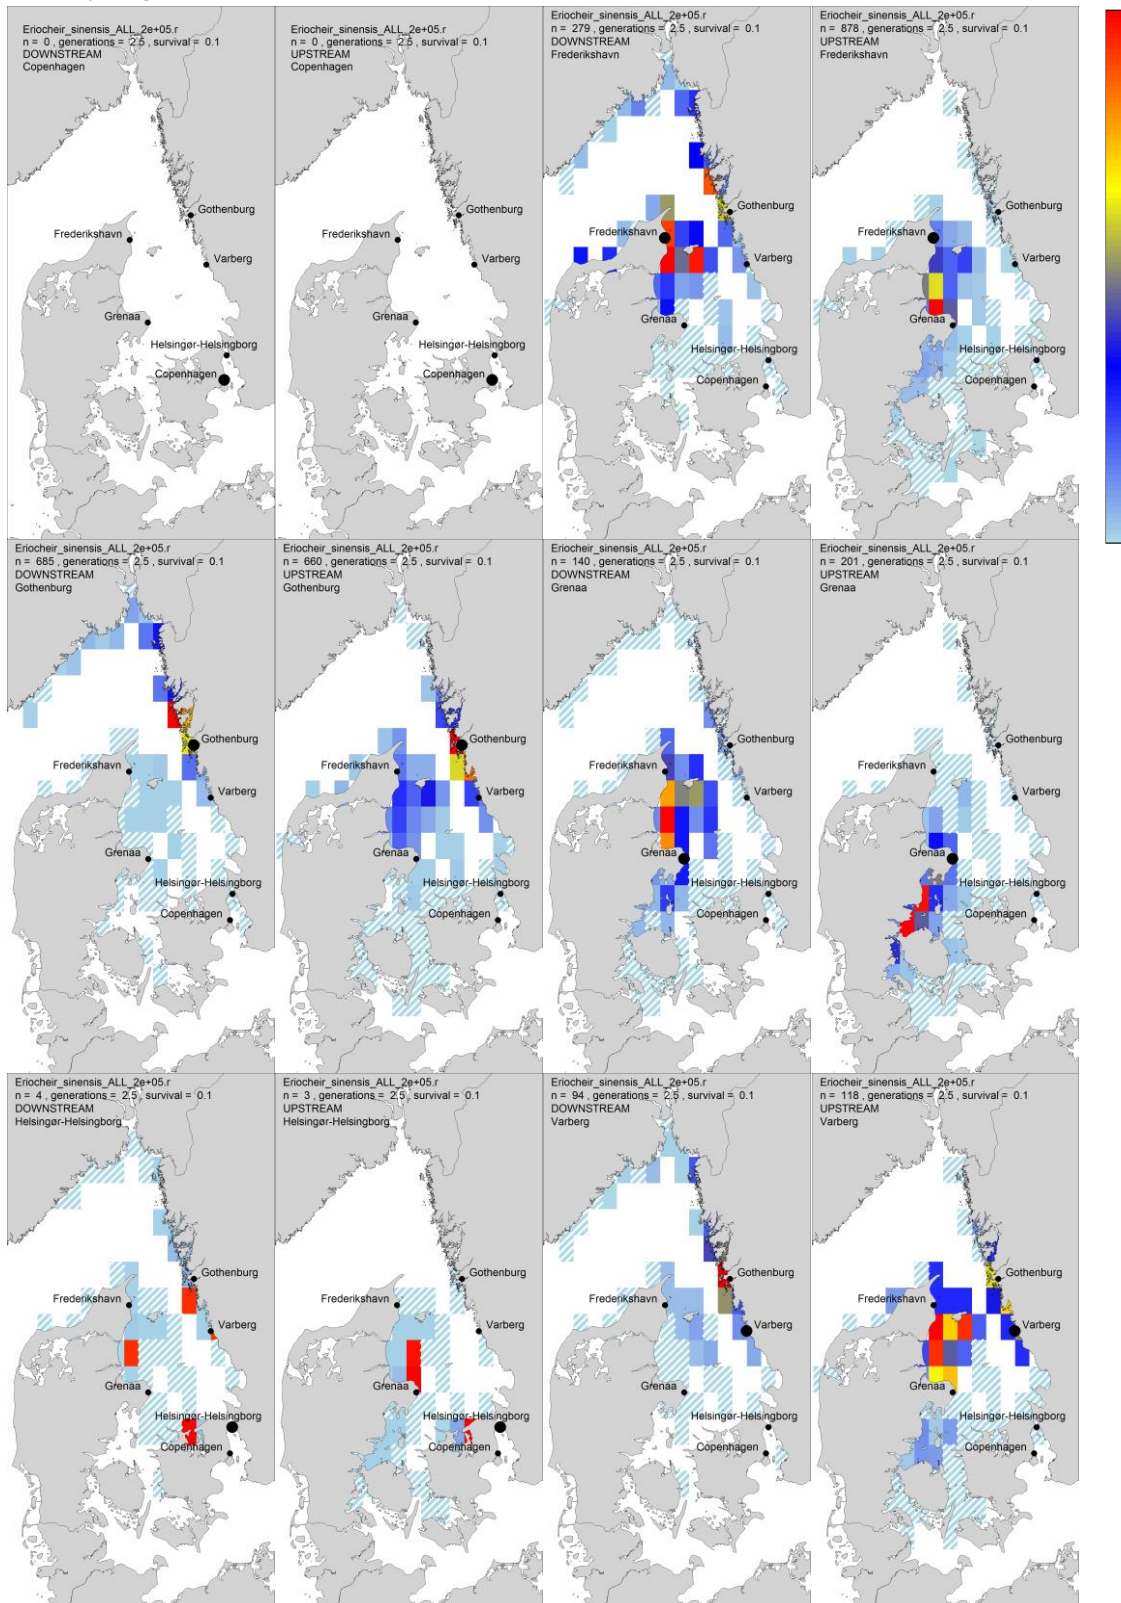 Eriocheir_sinensis_ALL_2e+05.r
n = 0 , generations = 2.5 , survival = 0.1
DOWNSTREAM
Copenhagen
Gothenburg
Frederikshavn
Varberg
Grenaa
Helsingør-Helsingborg
Copenhagen
Eriocheir_sinensis_ALL_2e+05.r
n = 0 , generations = 2.5 , survival = 0.1
UPSTREAM
Copenhagen
Gothenburg
Frederikshavn
Varberg
Grenaa
Helsingør-Helsingborg
Copenhagen
Eriocheir_sinensis_ALL_2e+05.r
n = 279 , generations = 2.5 , survival = 0.1
DOWNSTREAM
Frederikshavn
Gothenburg
Frederikshavn
Varberg
Grenaa
Helsingør-Helsingborg
Copenhagen
Eriocheir_sinensis_ALL_2e+05.r
n = 878 , generations = 2.5 , survival = 0.1
UPSTREAM
Frederikshavn
Gothenburg
Frederikshavn
Varberg
Grenaa
Helsingør-Helsingborg
Copenhagen
Eriocheir_sinensis_ALL_2e+05.r
n = 685 , generations = 2.5 , survival = 0.1
DOWNSTREAM
Gothenburg
Gothenburg
Frederikshavn
Varberg
Grenaa
Helsingør-Helsingborg
Copenhagen
Eriocheir_sinensis_ALL_2e+05.r
n = 660 , generations = 2.5 , survival = 0.1
UPSTREAM
Gothenburg
Gothenburg
Frederikshavn
Varberg
Grenaa
Helsingør-Helsingborg
Copenhagen
Eriocheir_sinensis_ALL_2e+05.r
n = 140 , generations = 2.5 , survival = 0.1
DOWNSTREAM
Grenaa
Gothenburg
Frederikshavn
Varberg
Grenaa
Helsingør-Helsingborg
Copenhagen
Eriocheir_sinensis_ALL_2e+05.r
n = 201 , generations = 2.5 , survival = 0.1
UPSTREAM
Grenaa
Gothenburg
Frederikshavn
Varberg
Grenaa
Helsingør-Helsingborg
Copenhagen
Eriocheir_sinensis_ALL_2e+05.r
n = 4 , generations = 2.5 , survival = 0.1
DOWNSTREAM
Helsingør-Helsingborg
Gothenburg
Frederikshavn
Varberg
Grenaa
Helsingør-Helsingborg
Copenhagen
Eriocheir_sinensis_ALL_2e+05.r
n = 3 , generations = 2.5 , survival = 0.1
UPSTREAM
Helsingør-Helsingborg
Gothenburg
Frederikshavn
Varberg
Grenaa
Helsingør-Helsingborg
Copenhagen
Eriocheir_sinensis_ALL_2e+05.r
n = 94 , generations = 2.5 , survival = 0.1
DOWNSTREAM
Varberg
Gothenburg
Frederikshavn
Varberg
Grenaa
Helsingør-Helsingborg
Copenhagen
Eriocheir_sinensis_ALL_2e+05.r
n = 118 , generations = 2.5 , survival = 0.1
UPSTREAM
Varberg
Gothenburg
Frederikshavn
Varberg
Grenaa
Helsingør-Helsingborg
Copenhagen